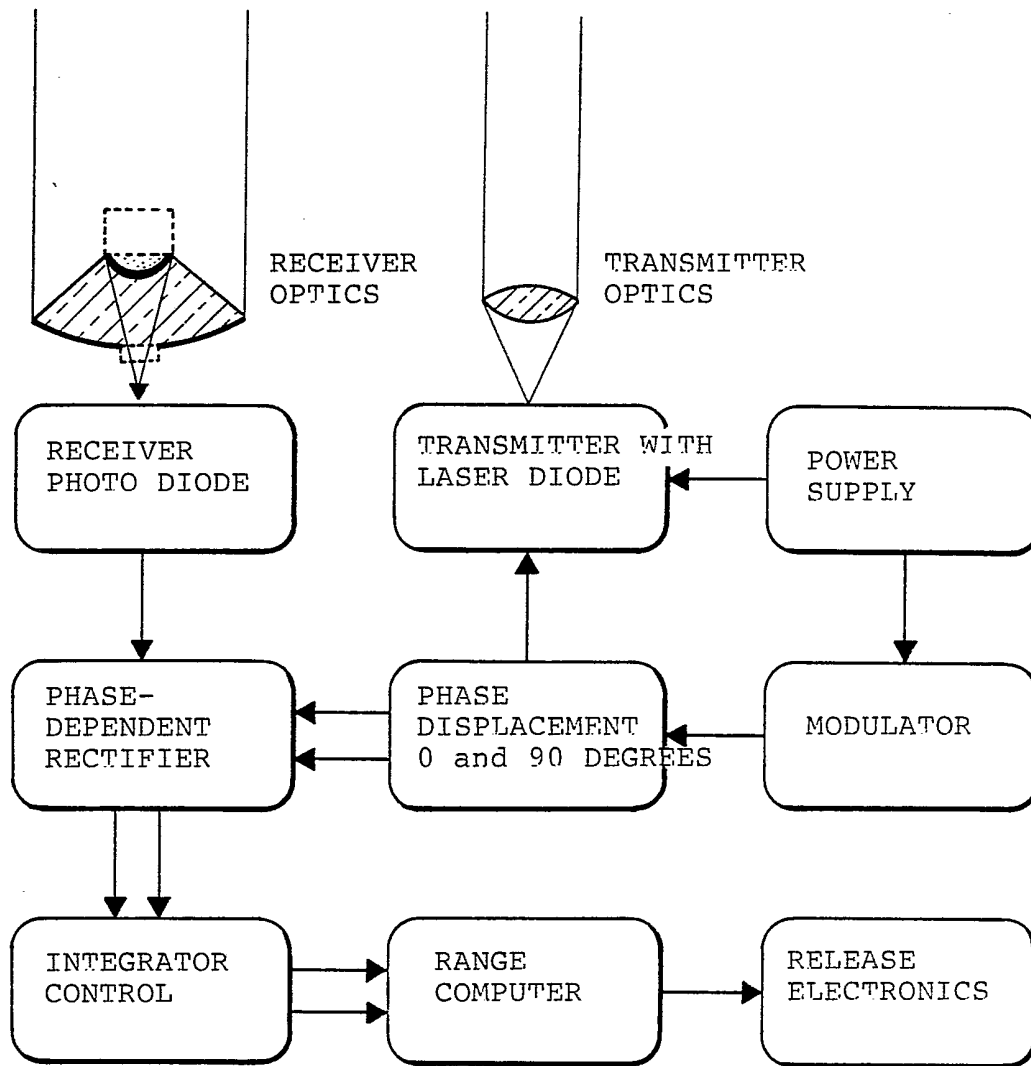 RECEIVER
OPTICS
TRANSMITTER
OPTICS
RECEIVER
PHOTO DIODE
TRANSMITTER WITH
LASER DIODE
POWER
SUPPLY
PHASE-
DEPENDENT
RECTIFIER
PHASE
DISPLACEMENT
0 and 90 DEGREES
MODULATOR
INTEGRATOR
CONTROL
RANGE
COMPUTER
RELEASE
ELECTRONICS